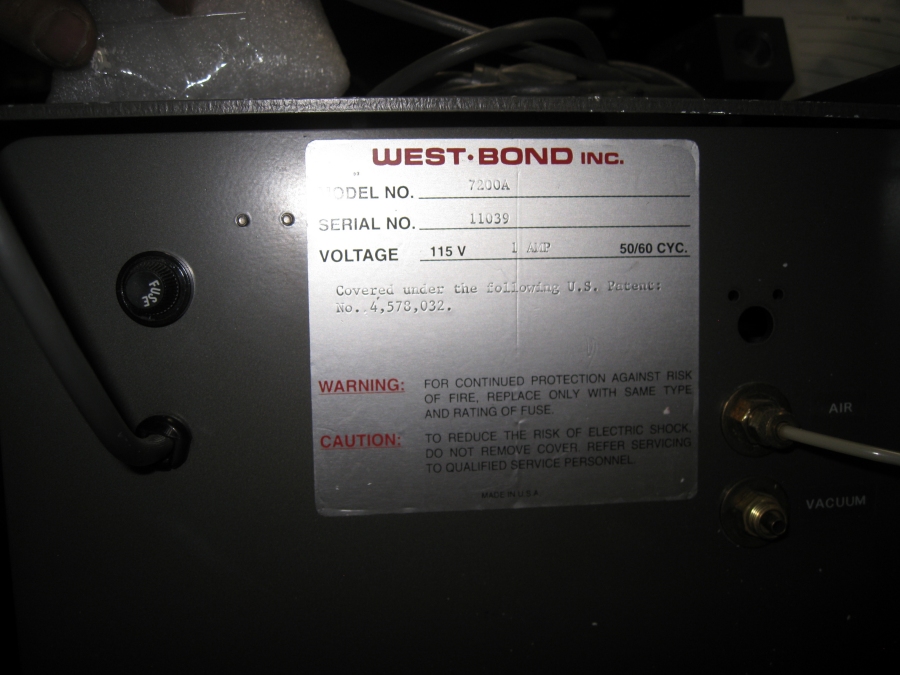 WEST·BOND INC.
MODEL NO. 7200A
SERIAL NO. 11039
VOLTAGE 115 V 1 AMP 50/60 CYC.
Covered under the following U.S. Patent:
No. 4,578,032.
WARNING: FOR CONTINUED PROTECTION AGAINST RISK
OF FIRE, REPLACE ONLY WITH SAME TYPE
AND RATING OF FUSE.
CAUTION: TO REDUCE THE RISK OF ELECTRIC SHOCK,
DO NOT REMOVE COVER. REFER SERVICING
TO QUALIFIED SERVICE PERSONNEL.
MADE IN U.S.A.
FUSE
AIR
VACUUM